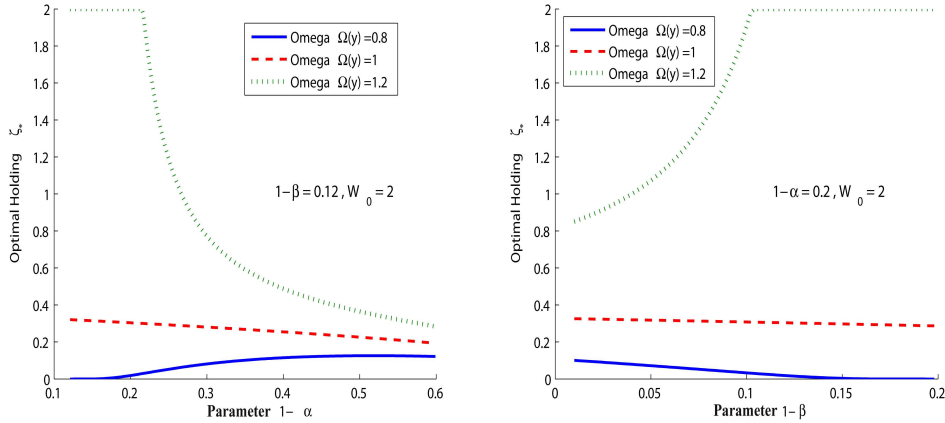 Omega Ω(y)=0.8
Omega Ω(y)=1
Omega Ω(y)=1.2
1−β = 0.12 , W 0 = 2
Optimal Holding ζ*
2
1.8
1.6
1.4
1.2
1
0.8
0.6
0.4
0.2
0
0.1 0.2 0.3 0.4 0.5 0.6
Parameter 1− α
Omega Ω(y)=0.8
Omega Ω(y)=1
Omega Ω(y)=1.2
1−α = 0.2 , W 0 = 2
Optimal Holding ζ*
2
1.8
1.6
1.4
1.2
1
0.8
0.6
0.4
0.2
0
0 0.05 0.1 0.15 0.2
Parameter 1− β